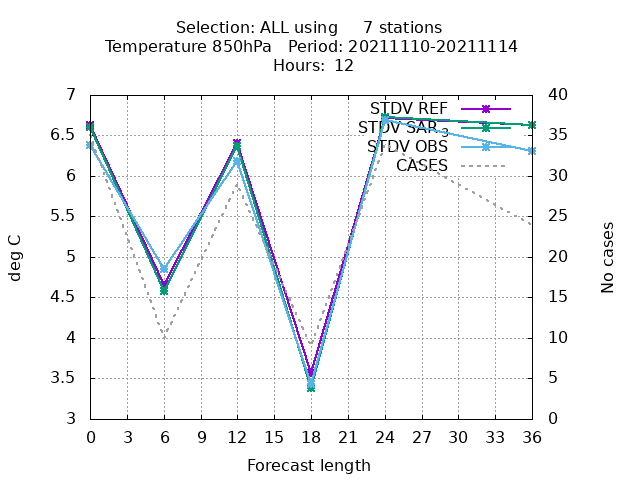 Selection: ALL using 7 stations
Temperature 850hPa Period: 20211110-20211114
Hours: 12
7 40
STDV REF
6.5 STDV SAR 3 35
STDV OBS
6 CASES 30
5.5 25
deg C
5 20
No cases
4.5 15
4 10
3.5 5
3 0
0 3 6 9 12 15 18 21 24 27 30 33 36
Forecast length